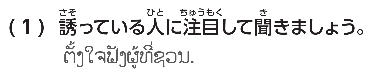 (1) 誘っている人に注目して聞きましょう。
ຕັ້ງໃຈຟັງຜູ້ທີ່ຊວນ.